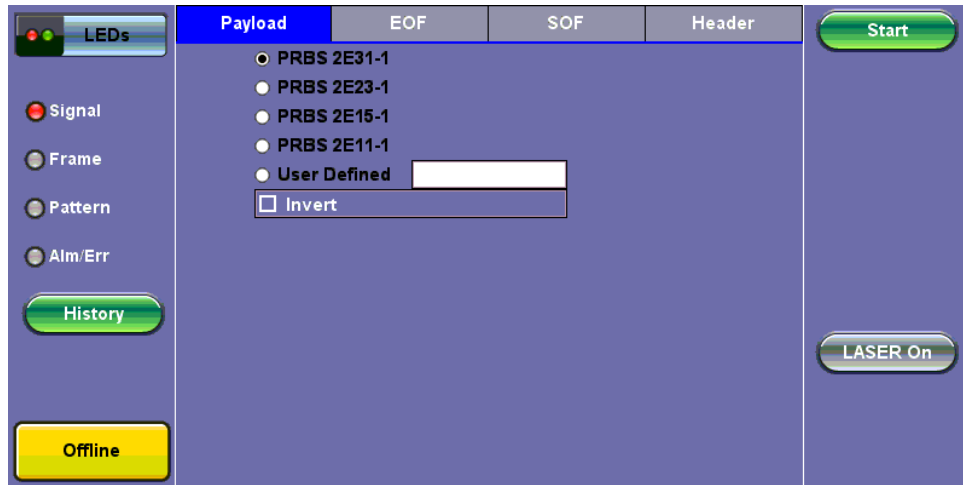 LEDs
Payload
EOF
SOF
Header
Start
PRBS 2E31-1
PRBS 2E23-1
PRBS 2E15-1
PRBS 2E11-1
User Defined
Invert
Signal
Frame
Pattern
Alm/Err
History
Offline
LASER On